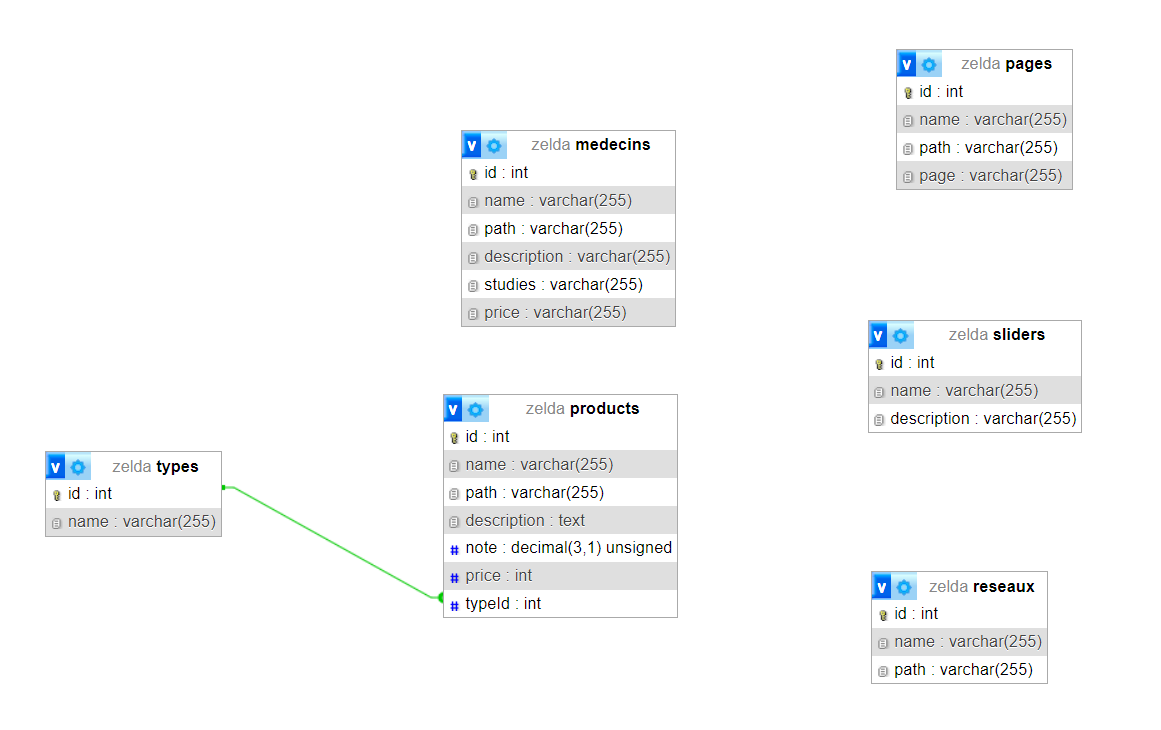 v zelda pages
id : int
name : varchar(255)
path : varchar(255)
page : varchar(255)
v zelda medecins
id : int
name : varchar(255)
path : varchar(255)
description : varchar(255)
studies : varchar(255)
price : varchar(255)
v zelda sliders
id : int
name : varchar(255)
description : varchar(255)
v zelda products
id : int
name : varchar(255)
path : varchar(255)
description : text
# note : decimal(3,1) unsigned
# price : int
# typeId : int
v zelda types
id : int
name : varchar(255)
v zelda reseaux
id : int
name : varchar(255)
path : varchar(255)